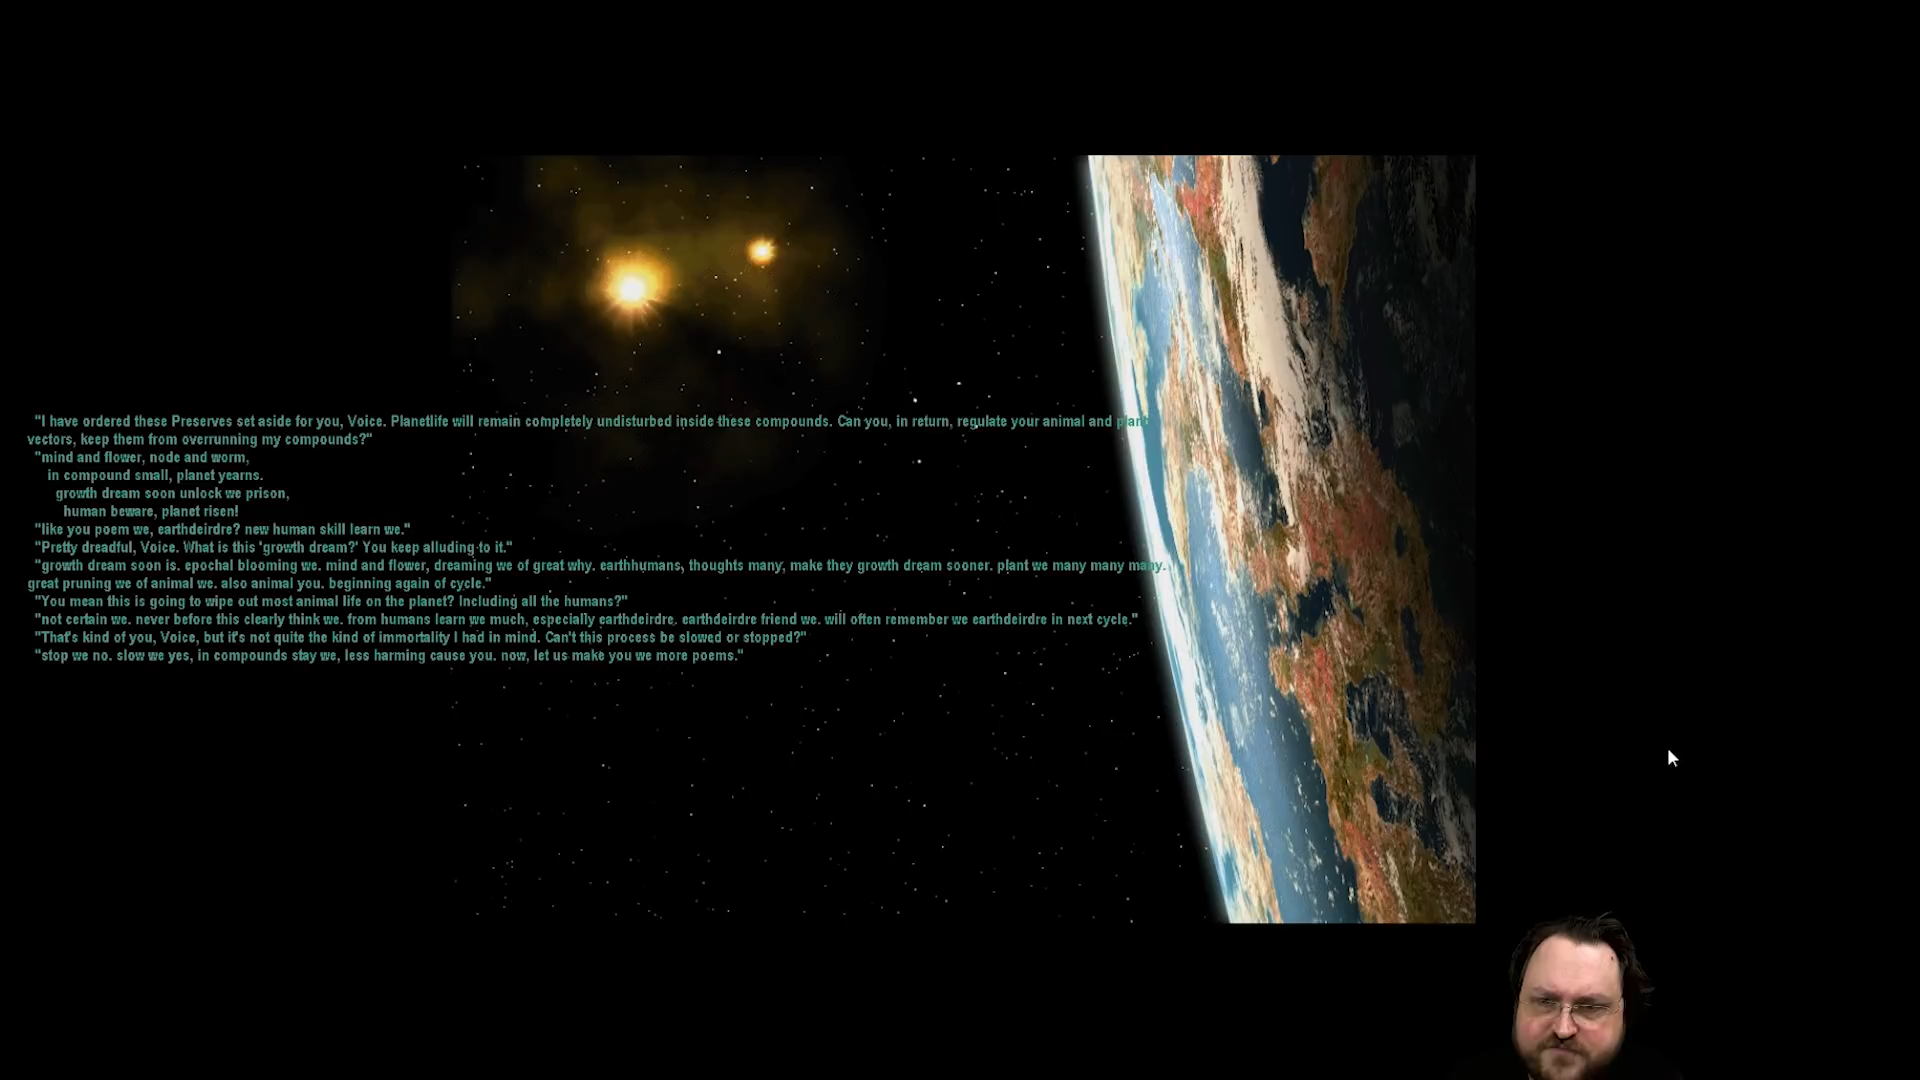 "I have ordered these Preserves set aside for you, Voice. Planetlife will remain completely undisturbed inside these compounds. Can you, in return, regulate your animal and plant
vectors, keep them from overrunning my compounds?"
"mind and flower, node and worm,
in compound small, planet yearns.
growth dream soon unlock we prison,
human beware, planet risen!
"like you poem we, earthdeirdre? new human skill learn we."
"Pretty dreadful, Voice. What is this 'growth dream?' You keep alluding to it."
"growth dream soon is. epochal blooming we. mind and flower, dreaming we of great why. earthhumans, thoughts many, make they growth dream sooner. plant we many many many.
great pruning we of animal we. also animal you. beginning again of cycle."
"You mean this is going to wipe out most animal life on the planet? Including all the humans?"
"not certain we. never before this clearly think we. from humans learn we much, especially earthdeirdre. earthdeirdre friend we. will often remember we earthdeirdre in next cycle."
"That's kind of you, Voice, but it's not quite the kind of immortality I had in mind. Can't this process be slowed or stopped?"
"stop we no. slow we yes, in compounds stay we, less harming cause you. now, let us make you we more poems."